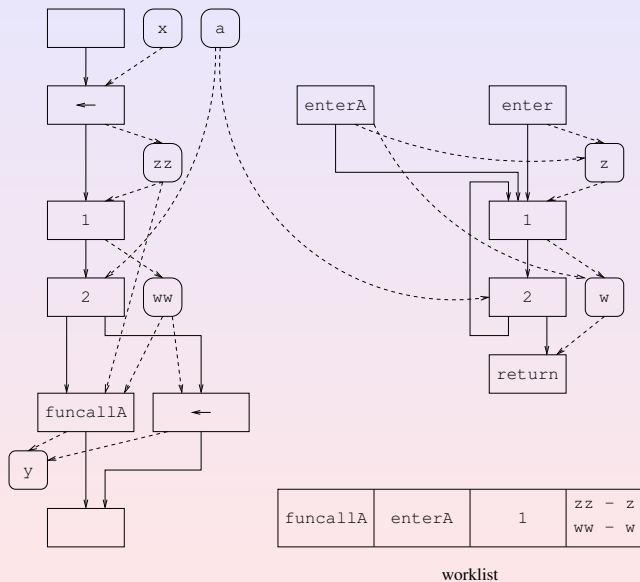 x
a
←
enterA
enter
zz
z
1
1
2
ww
2
w
return
funcallA
←
y
funcallA
enterA
1
zz – z
ww – w
worklist